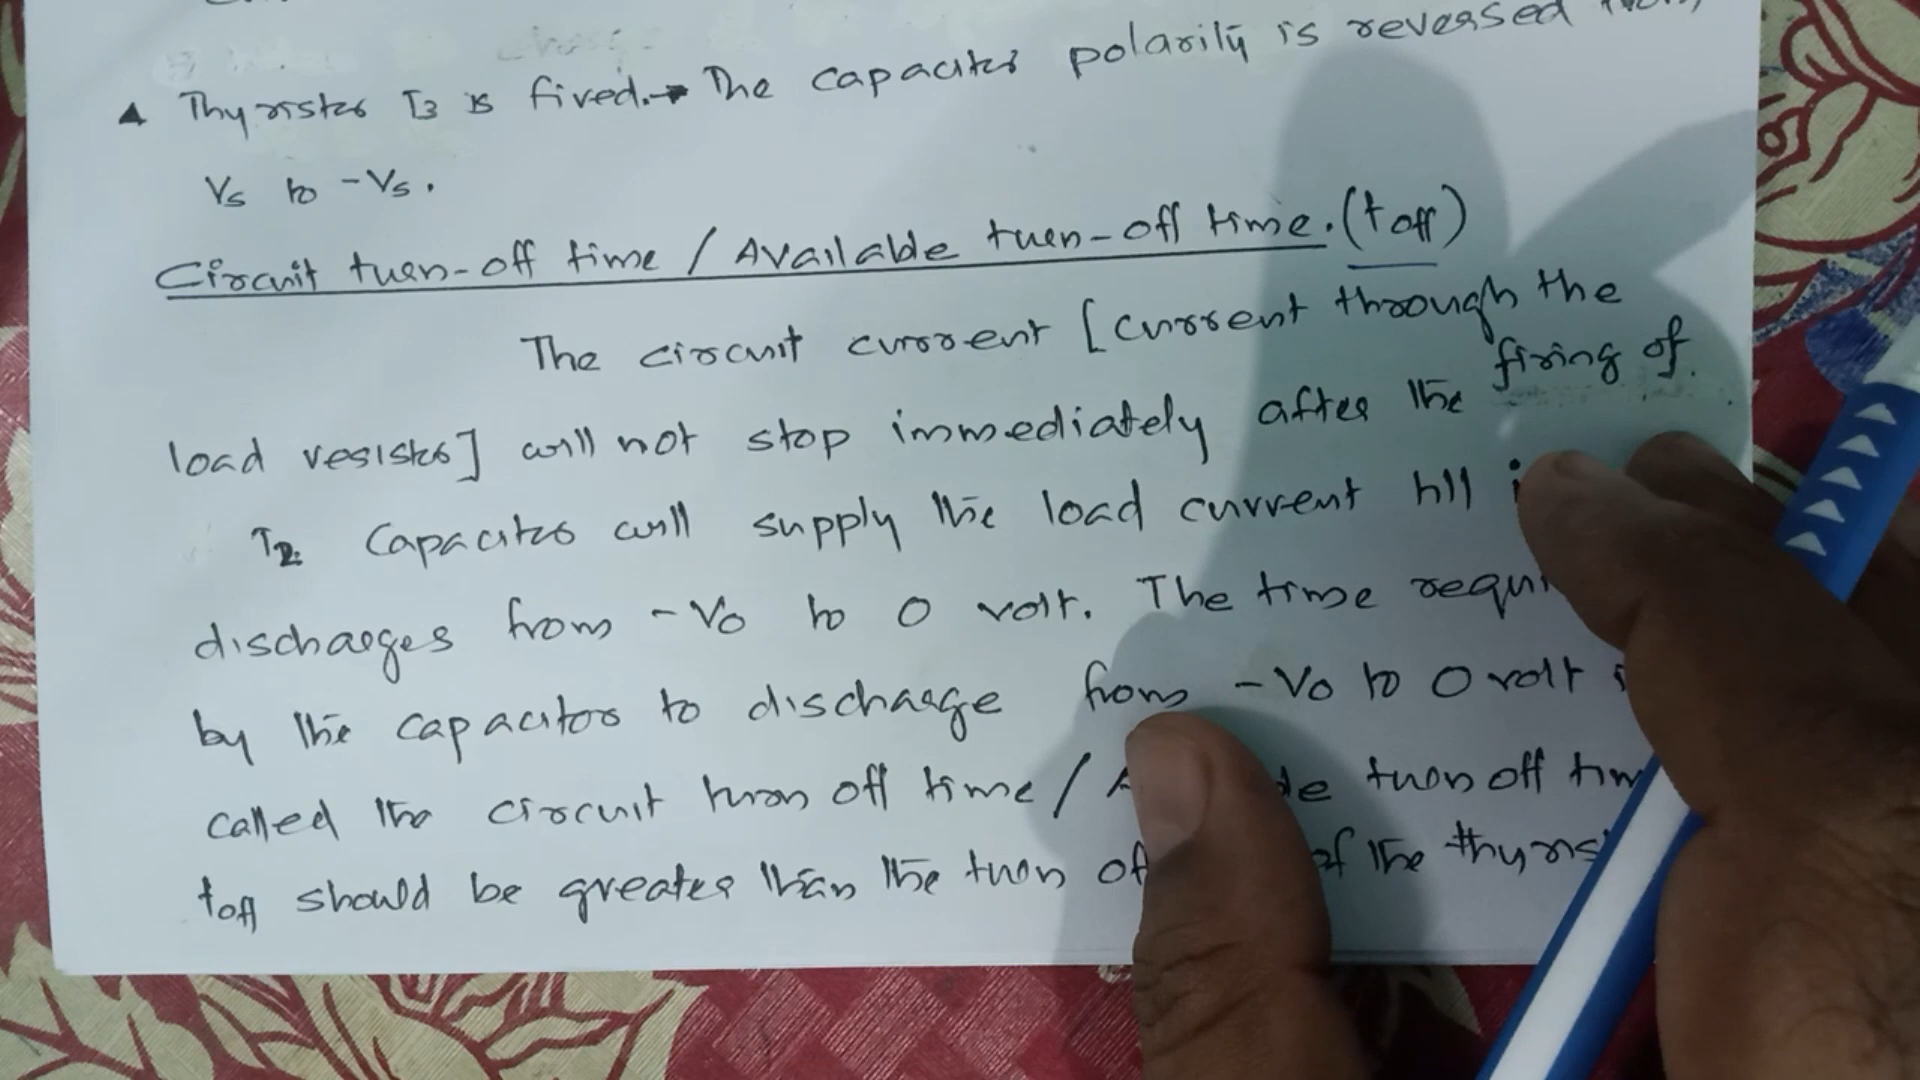 ▲ Thyristor T3 is fired.→ The capacitor polarity is reversed from
Vs to -Vs.
Circuit turn-off time / Available turn-off time. (toff)
The circuit current [current through the
load resistor] will not stop immediately after the firing of
T2. Capacitor will supply the load current till i
discharges from -Vo to 0 volt. The time requi
by the capacitor to discharge from -Vo to 0 volt
called the circuit turn off time / A de turn off tim
toff should be greater than the turn of of the thyris